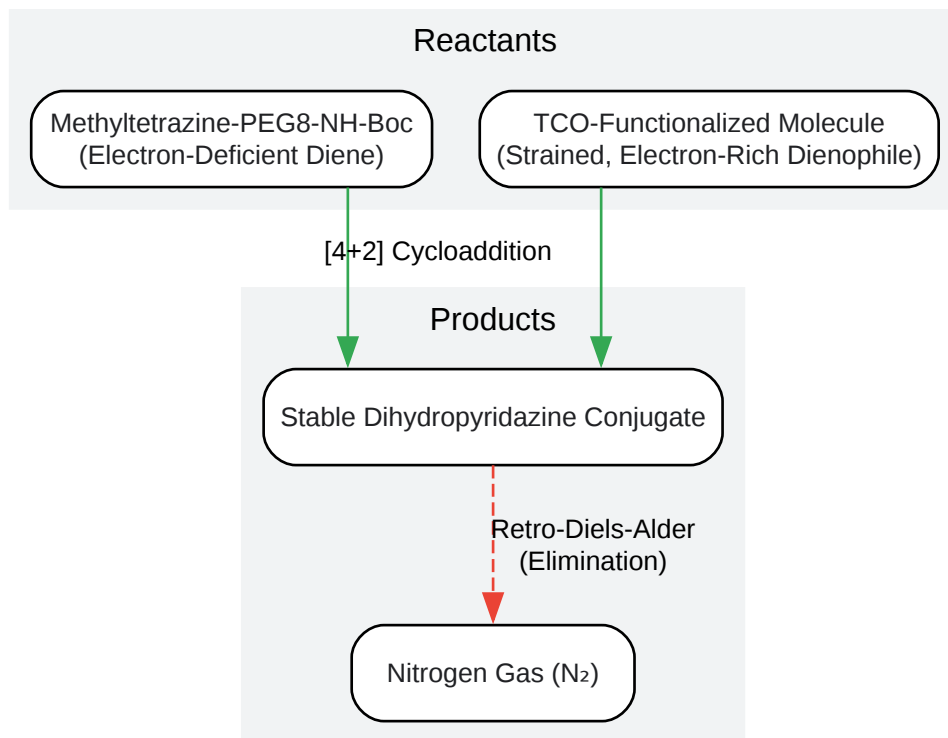 Reactants
Methyltetrazine-PEG8-NH-Boc
(Electron-Deficient Diene)
TCO-Functionalized Molecule
(Strained, Electron-Rich Dienophile)
[4+2] Cycloaddition
Products
Stable Dihydropyridazine Conjugate
Retro-Diels-Alder
(Elimination)
Nitrogen Gas (N₂)